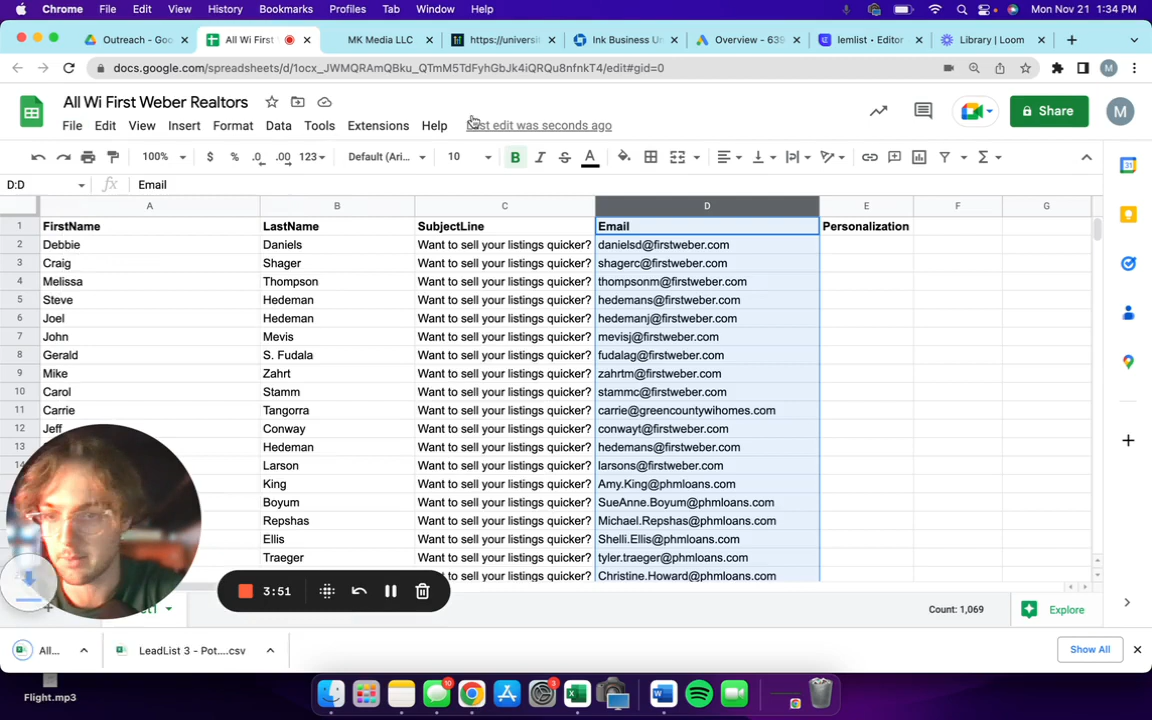 Chrome File Edit View History Bookmarks Profiles Tab Window Help Mon Nov 21 1:34 PM
Outreach - Goo All Wi First MK Media LLC https://universi Ink Business Un Overview - 639 lemlist • Editor Library | Loom
docs.google.com/spreadsheets/d/1ocx_JWMQRAmQBku_QTmM5TdFyhGbJk4iQRQu8nfnkT4/edit#gid=0 M
All Wi First Weber Realtors
File Edit View Insert Format Data Tools Extensions Help Last edit was seconds ago Share M
100% $ % .0 .00 123 Default (Ari... 10 B I S A
D:D fx Email
A B C D E F G
1 FirstName LastName SubjectLine Email Personalization
2 Debbie Daniels Want to sell your listings quicker? danielsd@firstweber.com
3 Craig Shager Want to sell your listings quicker? shagerc@firstweber.com
4 Melissa Thompson Want to sell your listings quicker? thompsonm@firstweber.com
5 Steve Hedeman Want to sell your listings quicker? hedemans@firstweber.com
6 Joel Hedeman Want to sell your listings quicker? hedemanj@firstweber.com
7 John Mevis Want to sell your listings quicker? mevisj@firstweber.com
8 Gerald S. Fudala Want to sell your listings quicker? fudalag@firstweber.com
9 Mike Zahrt Want to sell your listings quicker? zahrtm@firstweber.com
10 Carol Stamm Want to sell your listings quicker? stammc@firstweber.com
11 Carrie Tangorra Want to sell your listings quicker? carrie@greencountywihomes.com
12 Jeff Conway Want to sell your listings quicker? conwayt@firstweber.com
13 Hedeman Want to sell your listings quicker? hedemans@firstweber.com
14 Larson Want to sell your listings quicker? larsons@firstweber.com
King Want to sell your listings quicker? Amy.King@phmloans.com
Boyum Want to sell your listings quicker? SueAnne.Boyum@phmloans.com
Repshas Want to sell your listings quicker? Michael.Repshas@phmloans.com
Ellis Want to sell your listings quicker? Shelli.Ellis@phmloans.com
Traeger Want to sell your listings quicker? tyler.traeger@phmloans.com
to sell your listings quicker? Christine.Howard@phmloans.com
3:51
Count: 1,069 Explore
All... LeadList 3 - Pot....csv Show All
Flight.mp3
10 3